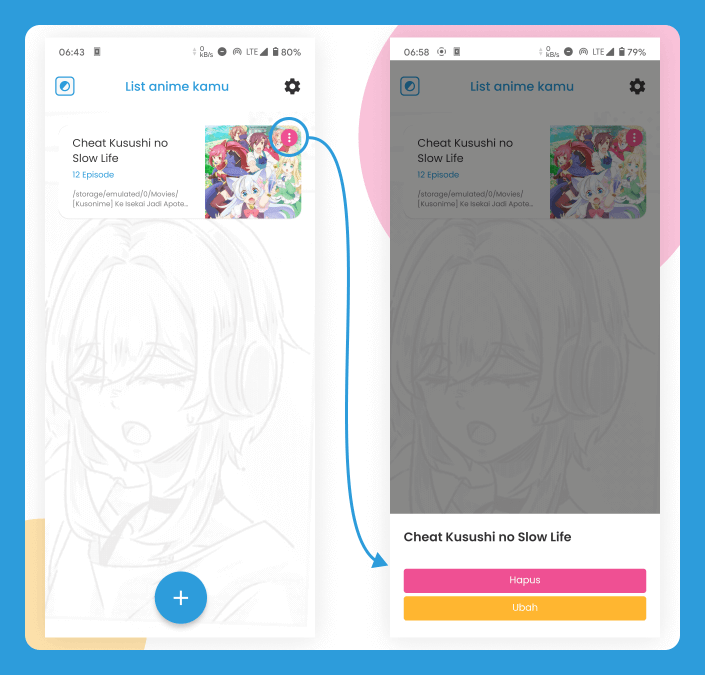 06:43
0
kB/s
LTE
80%
List anime kamu
Cheat Kusushi no
Slow Life
12 Episode
/storage/emulated/0/Movies/
[Kusonime] Ke Isekai Jadi Apote...
06:58
0
kB/s
LTE
79%
List anime kamu
Cheat Kusushi no
Slow Life
12 Episode
/storage/emulated/0/Movies/
[Kusonime] Ke Isekai Jadi Apote...
Cheat Kusushi no Slow Life
Hapus
Ubah